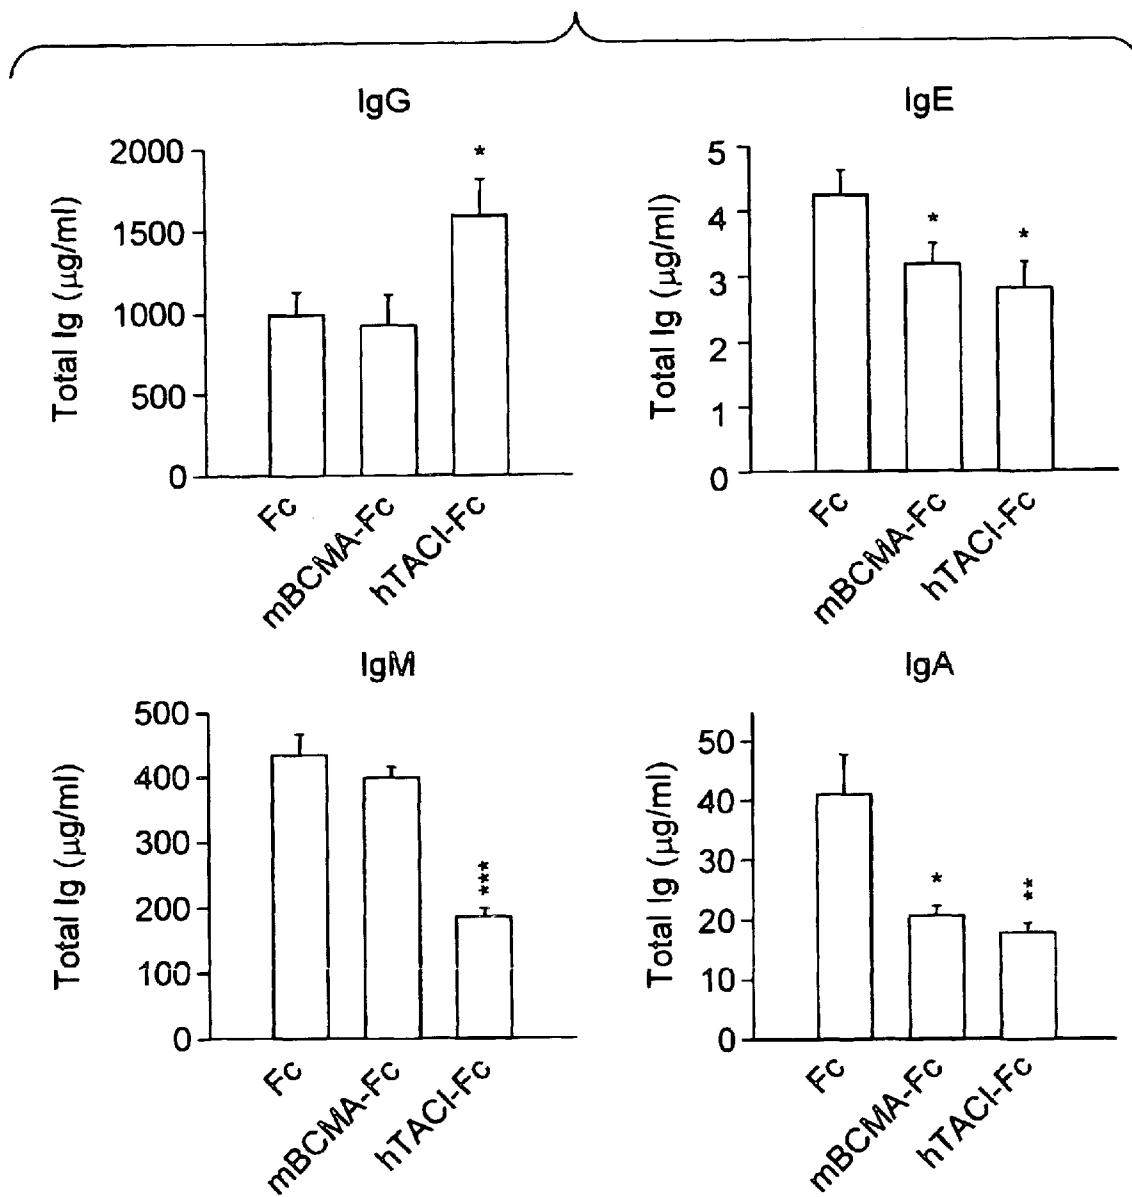 IgG
Total Ig (μg/ml)
2000
1500
1000
500
0
*
Fc
mBCMA-Fc
hTACI-Fc
IgE
Total Ig (μg/ml)
5
4
3
2
1
0
*
*
Fc
mBCMA-Fc
hTACI-Fc
IgM
Total Ig (μg/ml)
500
400
300
200
100
0
***
Fc
mBCMA-Fc
hTACI-Fc
IgA
Total Ig (μg/ml)
50
40
30
20
10
0
*
**
Fc
mBCMA-Fc
hTACI-Fc